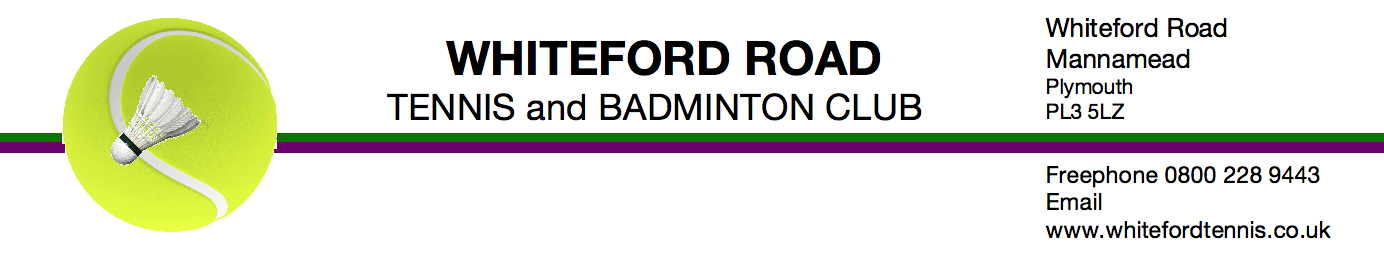 WHITEFORD ROAD
TENNIS and BADMINTON CLUB
Whiteford Road
Mannamead
Plymouth
PL3 5LZ
Freephone 0800 228 9443
Email
www.whitefordtennis.co.uk